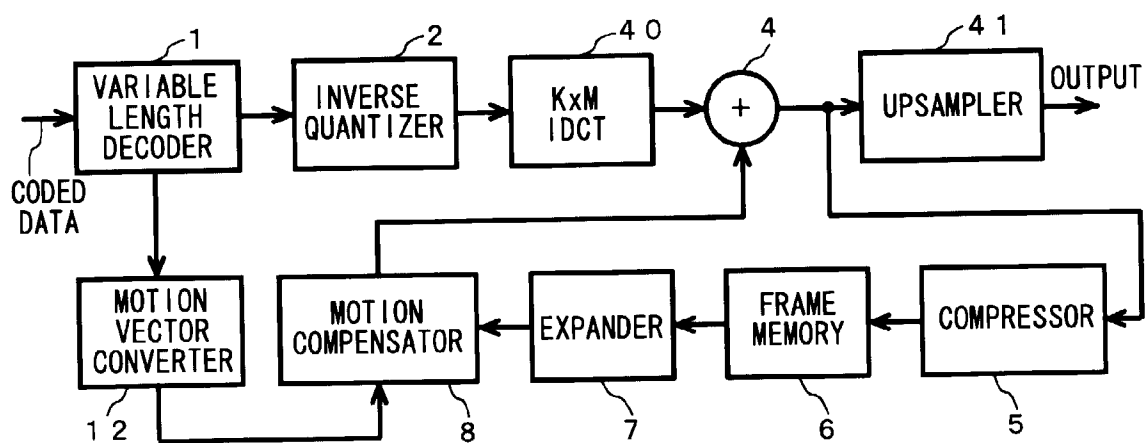 1
2
40
4
41
VARIABLE
LENGTH
DECODER
INVERSE
QUANTIZER
KxM
IDCT
+
UPSAMPLER
OUTPUT
CODED
DATA
MOTION
VECTOR
CONVERTER
MOTION
COMPENSATOR
EXPANDER
FRAME
MEMORY
COMPRESSOR
12
8
7
6
5